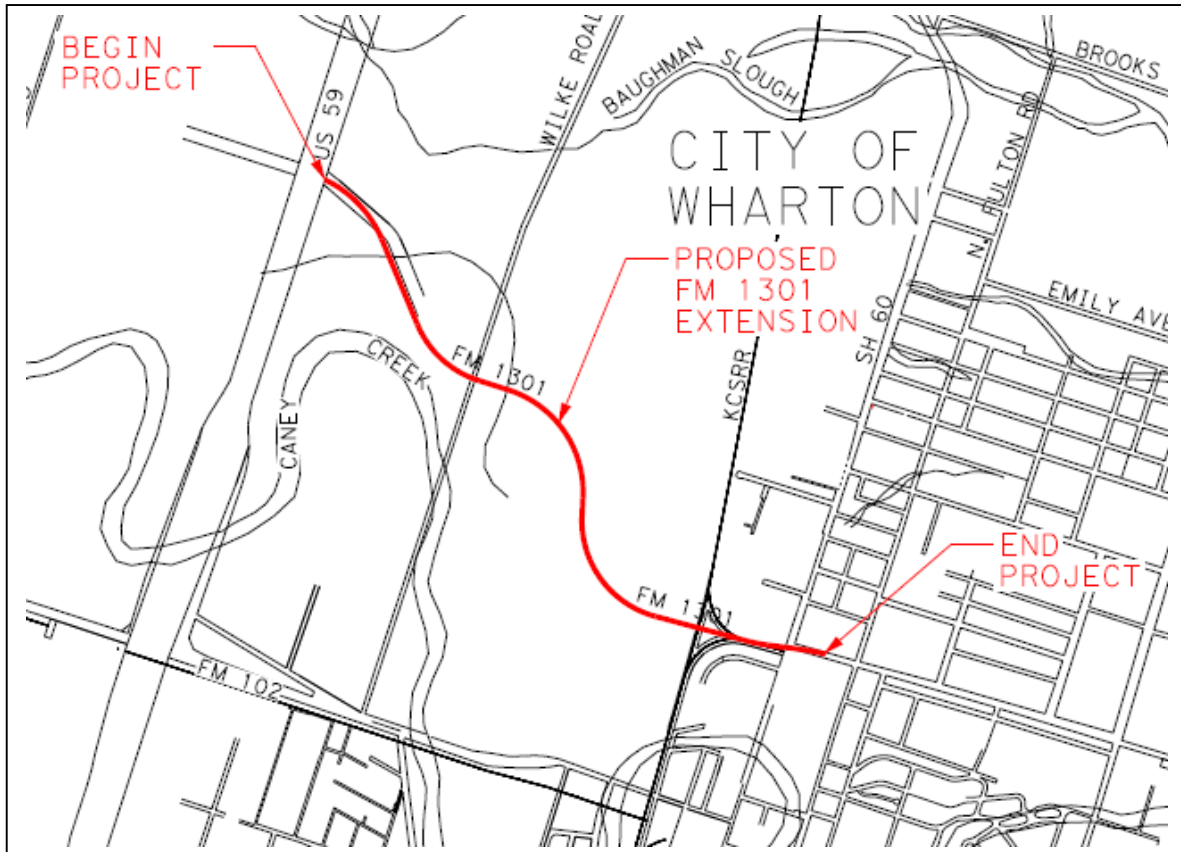 BEGIN
PROJECT
US 59
WILKE ROAD
BAUGHMAN
SLOUGH
BROOKS
N. FULTON RD
CITY OF
WHARTON
PROPOSED
FM 1301
EXTENSION
EMILY AVE
SH 60
KCSRR
FM 1301
CREEK
CANEY
END
PROJECT
FM 1301
FM 102